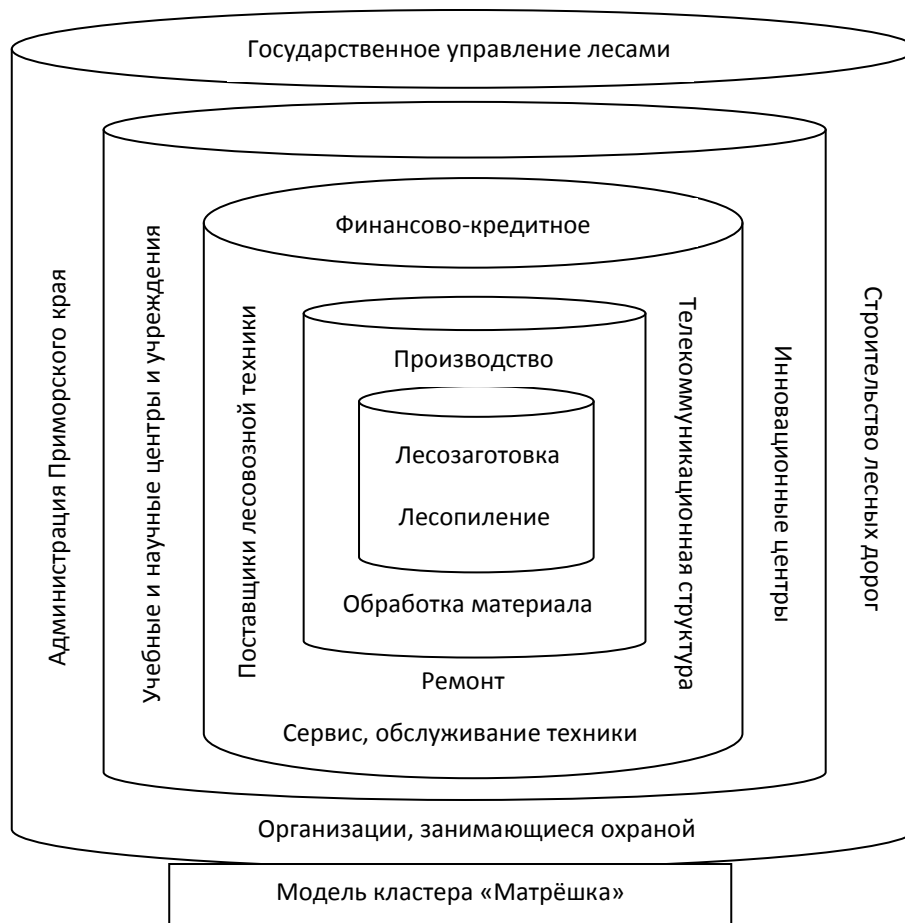 Государственное управление лесами
Финансово-кредитное
Администрация Приморского края
Учебные и научные центры и учреждения
Поставщики лесовозной техники
Производство
Лесозаготовка
Лесопиление
Обработка материала
Телекоммуникационная структура
Инновационные центры
Строительство лесных дорог
Ремонт
Сервис, обслуживание техники
Организации, занимающиеся охраной
Модель кластера «Матрёшка»